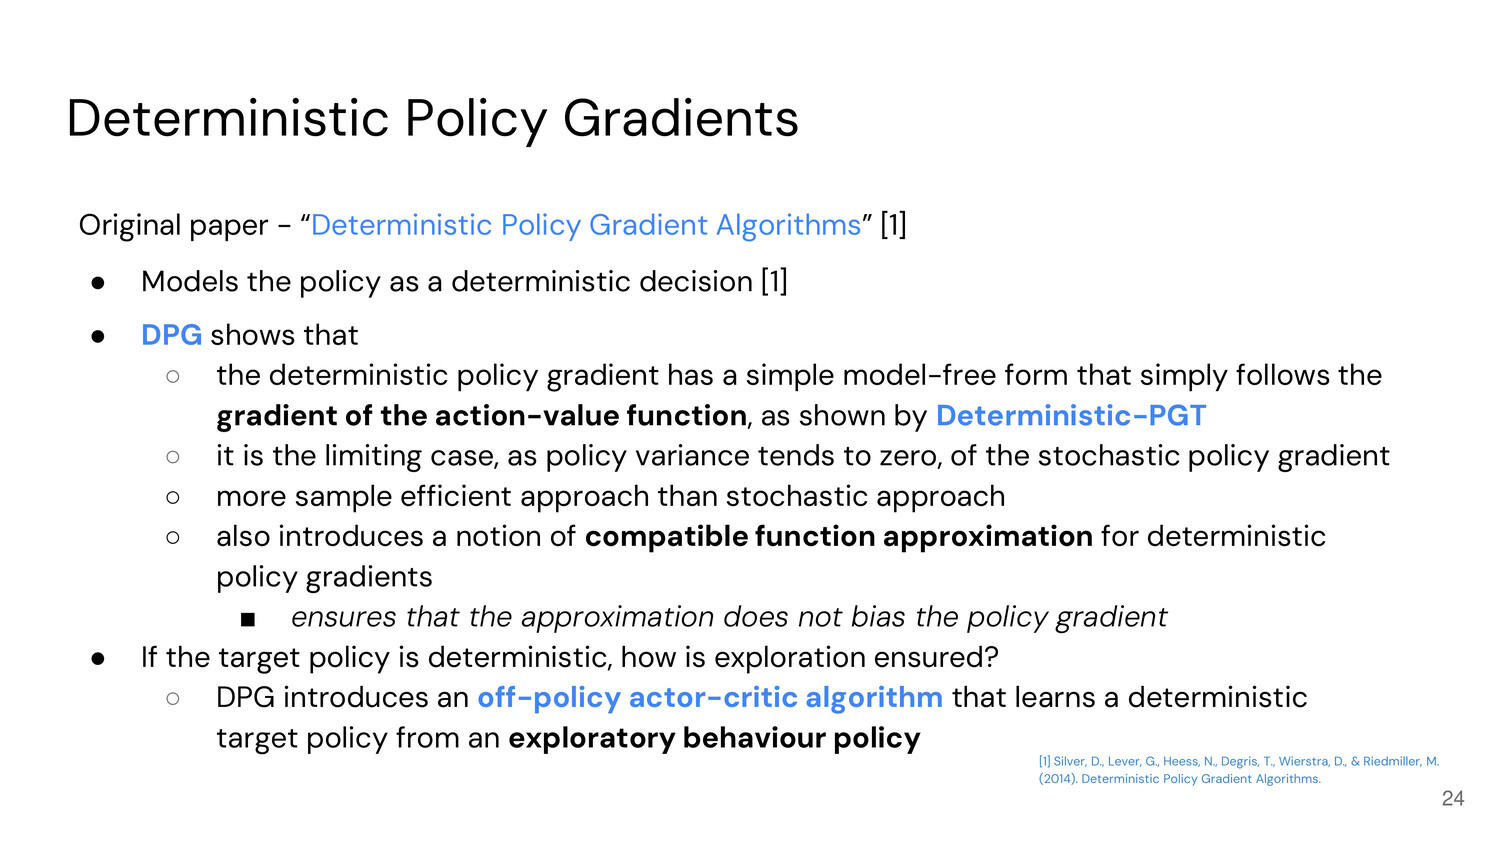 Deterministic Policy Gradients
Original paper - “Deterministic Policy Gradient Algorithms” [1]
● Models the policy as a deterministic decision [1]
● DPG shows that
○ the deterministic policy gradient has a simple model-free form that simply follows the
gradient of the action-value function, as shown by Deterministic-PGT
○ it is the limiting case, as policy variance tends to zero, of the stochastic policy gradient
○ more sample efficient approach than stochastic approach
○ also introduces a notion of compatible function approximation for deterministic
policy gradients
■ ensures that the approximation does not bias the policy gradient
● If the target policy is deterministic, how is exploration ensured?
○ DPG introduces an off-policy actor-critic algorithm that learns a deterministic
target policy from an exploratory behaviour policy
[1] Silver, D., Lever, G., Heess, N., Degris, T., Wierstra, D., & Riedmiller, M.
(2014). Deterministic Policy Gradient Algorithms.
24